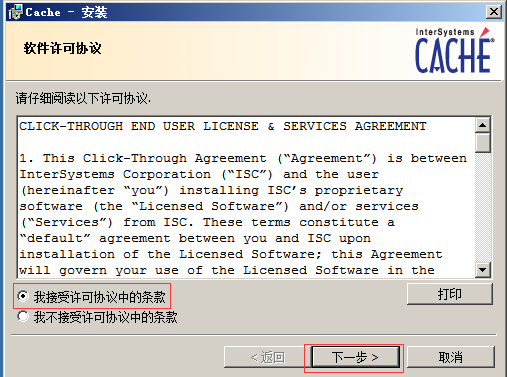 Cache - 安装
软件许可协议
InterSystems
CACHÉ
请仔细阅读以下许可协议.
CLICK-THROUGH END USER LICENSE & SERVICES AGREEMENT
1. This Click-Through Agreement (“Agreement”) is between
InterSystems Corporation (“ISC”) and the user
(hereinafter “you”) installing ISC’s proprietary
software (the “Licensed Software”) and/or services
(“Services”) from ISC. These terms constitute a
“default” agreement between you and ISC upon
installation of the Licensed Software; this Agreement
will govern your use of the Licensed Software in the
我接受许可协议中的条款
打印
我不接受许可协议中的条款
< 返回
下一步 >
取消